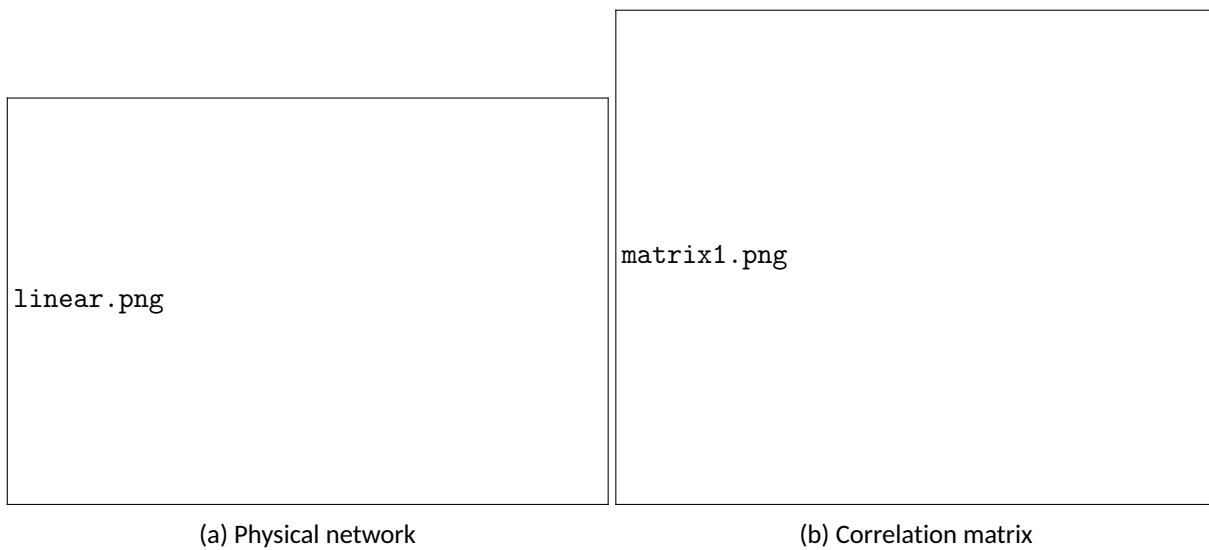 linear.png
matrix1.png
(a) Physical network
(b) Correlation matrix